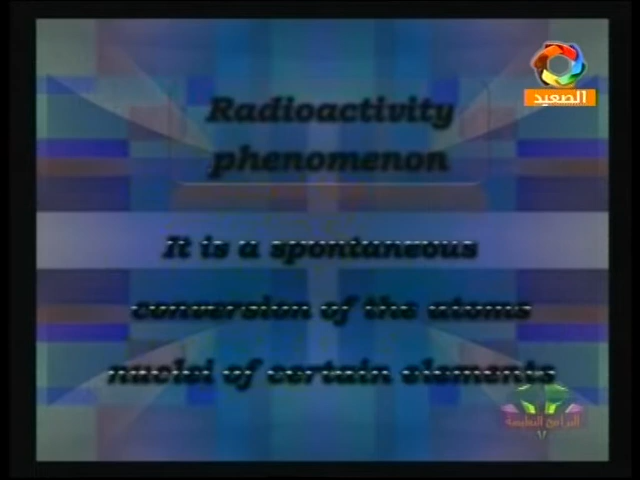 الصعيد
Radioactivity
phenomenon
It is a spontaneous
conversion of the atoms
nuclei of certain elements
البرامج التعليمية